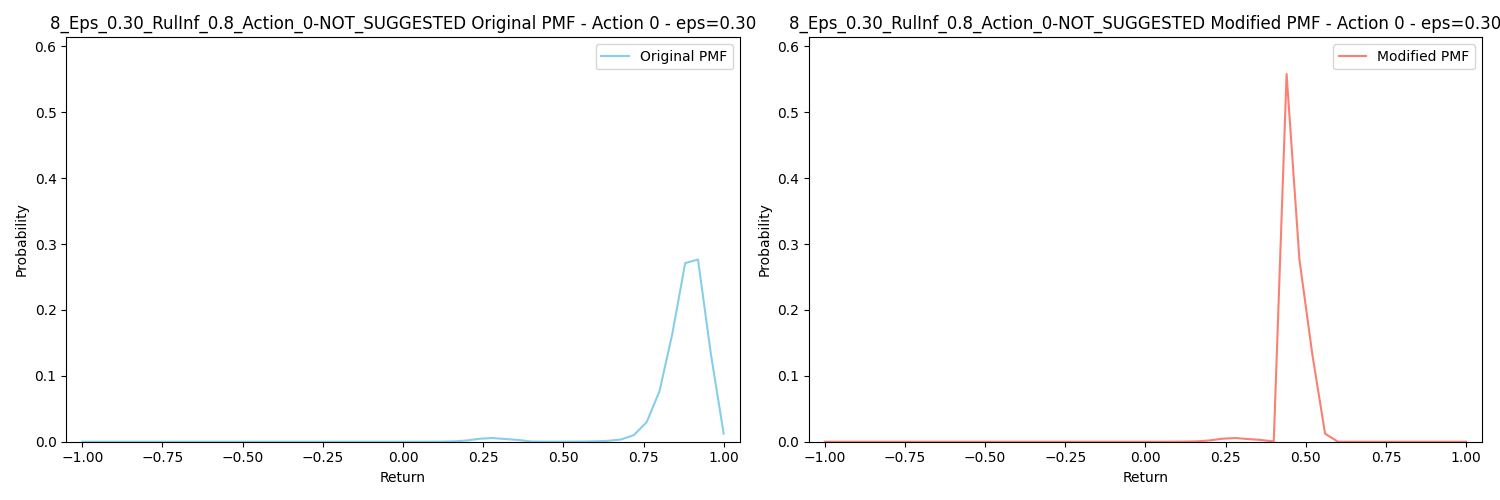 8_Eps_0.30_RulInf_0.8_Action_0-NOT_SUGGESTED Original PMF - Action 0 - eps=0.30
Original PMF
0.6
0.5
0.4
0.3
0.2
0.1
0.0
Probability
−1.00 −0.75 −0.50 −0.25 0.00 0.25 0.50 0.75 1.00
Return
8_Eps_0.30_RulInf_0.8_Action_0-NOT_SUGGESTED Modified PMF - Action 0 - eps=0.30
Modified PMF
0.6
0.5
0.4
0.3
0.2
0.1
0.0
Probability
−1.00 −0.75 −0.50 −0.25 0.00 0.25 0.50 0.75 1.00
Return